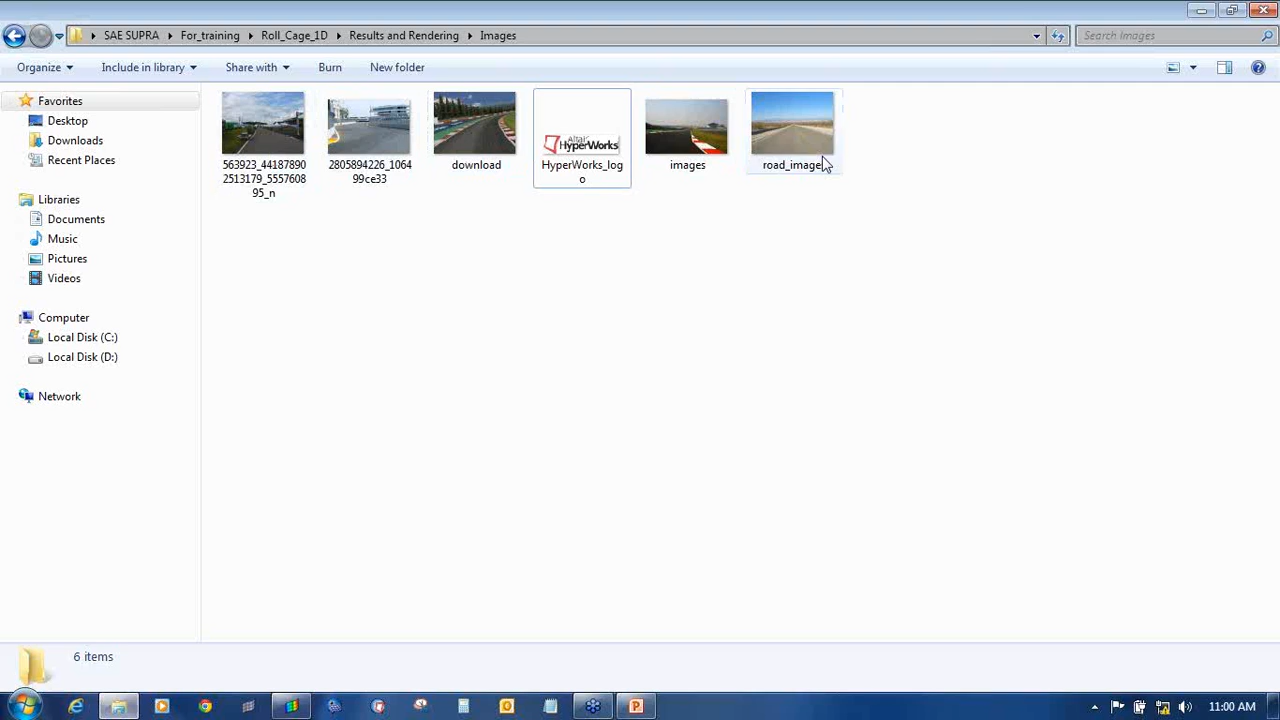 SAE SUPRA For_training Roll_Cage_1D Results and Rendering Images Search Images
Organize Include in library Share with Burn New folder
Favorites
Desktop
Downloads
Recent Places
Libraries
Documents
Music
Pictures
Videos
Computer
Local Disk (C:)
Local Disk (D:)
Network
563923_44187890
2513179_5557608
95_n
2805894226_1064
99ce33
download
Altair
HyperWorks
HyperWorks_log
o
images
road_image
6 items
11:00 AM